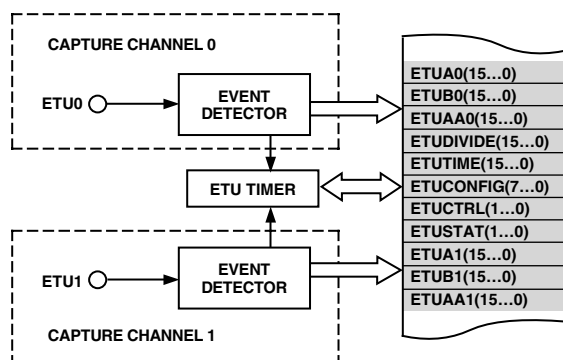 CAPTURE CHANNEL 0
ETU0
EVENT
DETECTOR
ETU TIMER
ETU1
EVENT
DETECTOR
CAPTURE CHANNEL 1
ETUA0(15...0)
ETUB0(15...0)
ETUAA0(15...0)
ETUDIVIDE(15...0)
ETUTIME(15...0)
ETUCONFIG(7...0)
ETUCTRL(1...0)
ETUSTAT(1...0)
ETUA1(15...0)
ETUB1(15...0)
ETUAA1(15...0)